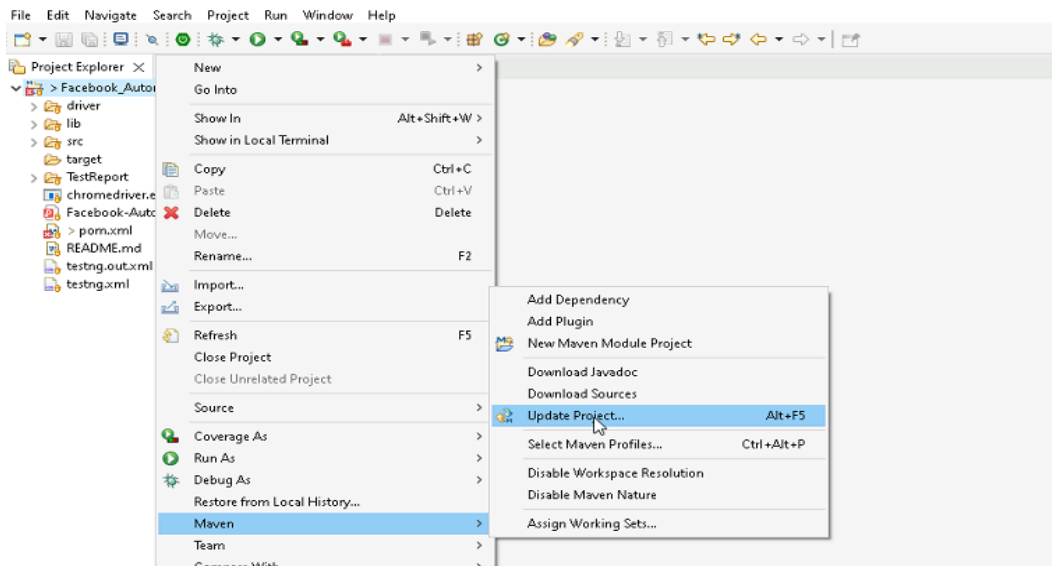 File Edit Navigate Search Project Run Window Help
Project Explorer
> Facebook_Autor
driver
lib
src
target
TestReport
chromedriver.e
Facebook-Auto
> pom.xml
README.md
testng.out.xml
testng.xml
New
Go Into
Show In Alt+Shift+W >
Show in Local Terminal
Copy Ctrl+C
Paste Ctrl+V
Delete Delete
Move...
Rename... F2
Import...
Export...
Refresh F5
Close Project
Close Unrelated Project
Source
Coverage As
Run As
Debug As
Restore from Local History...
Maven
Team
Compare With
Add Dependency
Add Plugin
New Maven Module Project
Download Javadoc
Download Sources
Update Project... Alt+F5
Select Maven Profiles... Ctrl+Alt+P
Disable Workspace Resolution
Disable Maven Nature
Assign Working Sets...